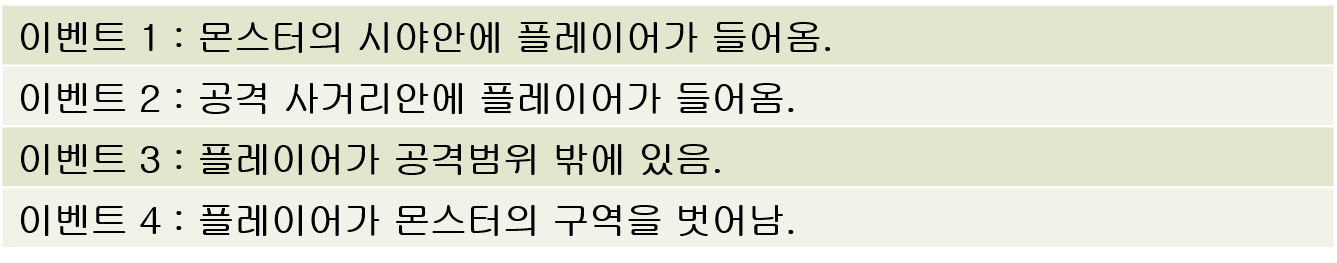 이벤트 1 : 몬스터의 시야안에 플레이어가 들어옴.
이벤트 2 : 공격 사거리안에 플레이어가 들어옴.
이벤트 3 : 플레이어가 공격범위 밖에 있음.
이벤트 4 : 플레이어가 몬스터의 구역을 벗어남.